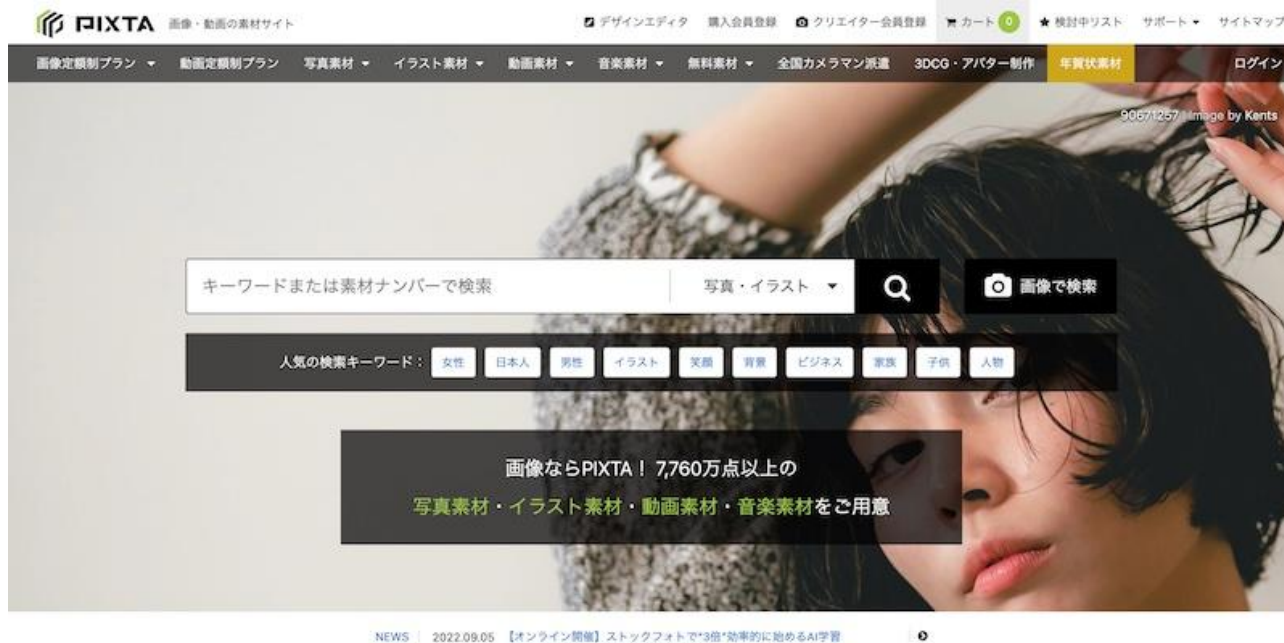 PIXTA 画像・動画の素材サイト デザインエディタ 購入会員登録 クリエイター会員登録 カート 0 検討中リスト サポート サイトマップ
画像定額制プラン 動画定額制プラン 写真素材 イラスト素材 動画素材 音楽素材 無料素材 全国カメラマン派遣 3DCG・アバター制作 年賀状素材 ログイン
90671257 Image by Kents
キーワードまたは素材ナンバーで検索 写真・イラスト 画像で検索
人気の検索キーワード： 女性 日本人 男性 イラスト 笑顔 背景 ビジネス 家族 子供 人物
画像ならPIXTA！ 7,760万点以上の
写真素材・イラスト素材・動画素材・音楽素材をご用意
NEWS 2022.09.05 【オンライン開催】ストックフォトで"3倍"効率的に始めるAI学習